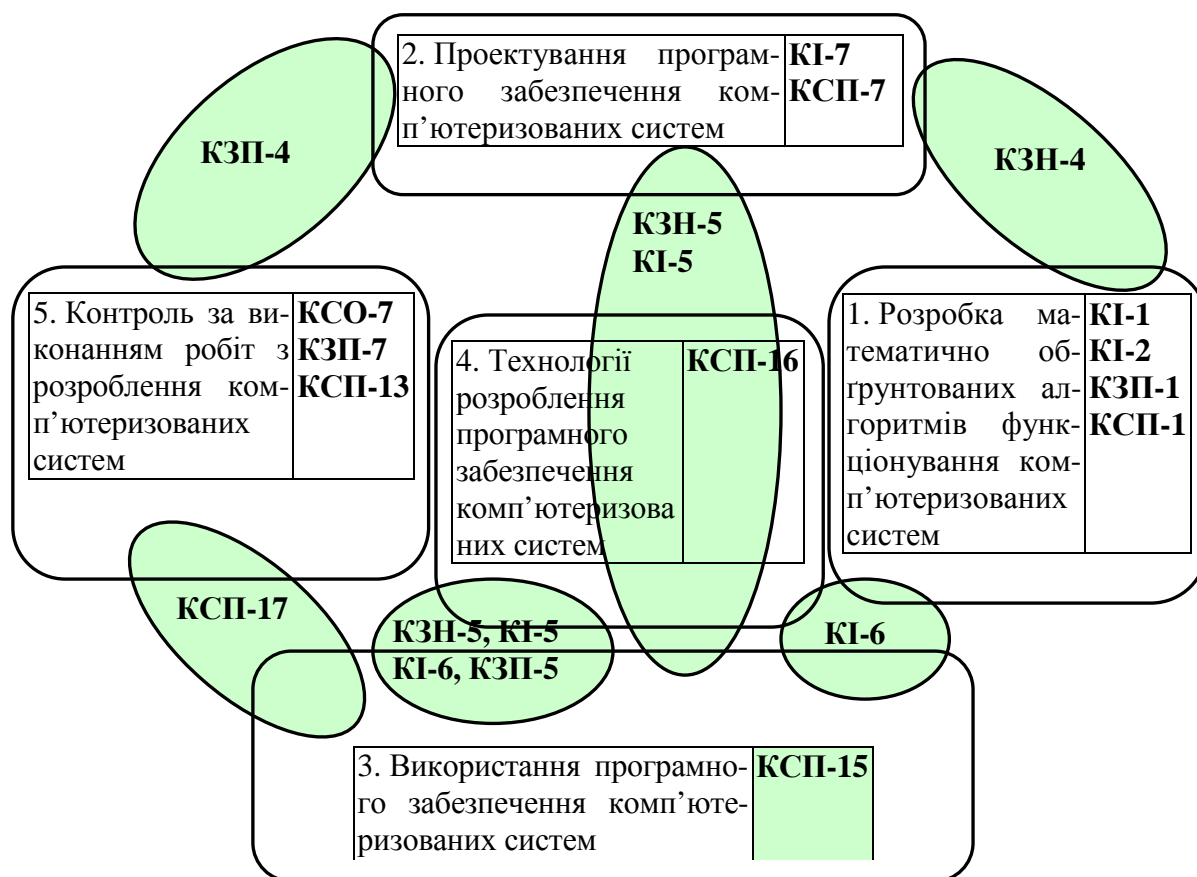 2. Проектування програм-
ного забезпечення ком-
п’ютеризованих систем
КІ-7
КСП-7
КЗП-4
КЗН-4
КЗН-5
КІ-5
5. Контроль за ви-
конанням робіт з
розроблення ком-
п’ютеризованих
систем
КСО-7
КЗП-7
КСП-13
4. Технології
розроблення
програмного
забезпечення
комп’ютеризова
них систем
КСП-16
1. Розробка ма-
тематично об-
ґрунтованих ал-
горитмів функ-
ціонування ком-
п’ютеризованих
систем
КІ-1
КІ-2
КЗП-1
КСП-1
КСП-17
КЗН-5, КІ-5
КІ-6, КЗП-5
КІ-6
3. Використання програмно-
го забезпечення комп’юте-
ризованих систем
КСП-15